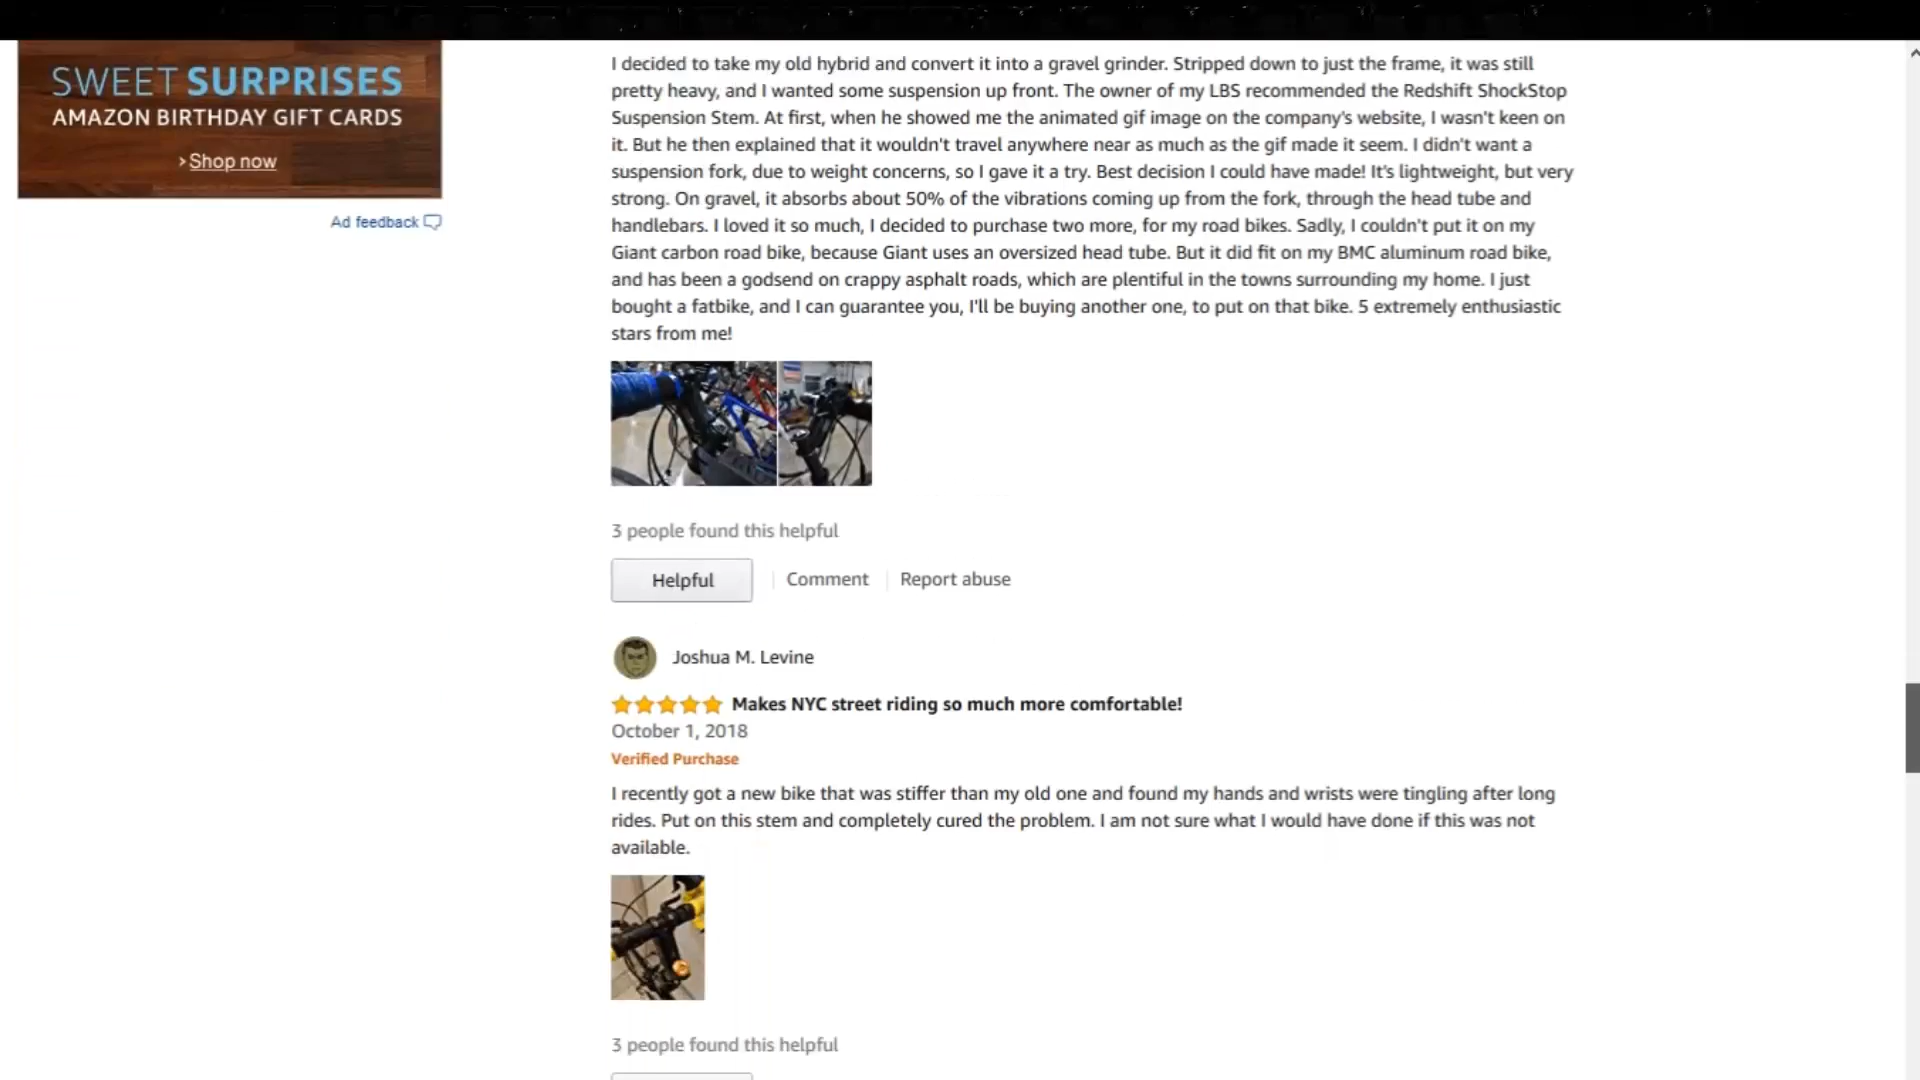 SWEET SURPRISES
AMAZON BIRTHDAY GIFT CARDS
› Shop now
Ad feedback
I decided to take my old hybrid and convert it into a gravel grinder. Stripped down to just the frame, it was still
pretty heavy, and I wanted some suspension up front. The owner of my LBS recommended the Redshift ShockStop
Suspension Stem. At first, when he showed me the animated gif image on the company's website, I wasn't keen on
it. But he then explained that it wouldn't travel anywhere near as much as the gif made it seem. I didn't want a
suspension fork, due to weight concerns, so I gave it a try. Best decision I could have made! It's lightweight, but very
strong. On gravel, it absorbs about 50% of the vibrations coming up from the fork, through the head tube and
handlebars. I loved it so much, I decided to purchase two more, for my road bikes. Sadly, I couldn't put it on my
Giant carbon road bike, because Giant uses an oversized head tube. But it did fit on my BMC aluminum road bike,
and has been a godsend on crappy asphalt roads, which are plentiful in the towns surrounding my home. I just
bought a fatbike, and I can guarantee you, I'll be buying another one, to put on that bike. 5 extremely enthusiastic
stars from me!
3 people found this helpful
Helpful
Comment
Report abuse
Joshua M. Levine
Makes NYC street riding so much more comfortable!
October 1, 2018
Verified Purchase
I recently got a new bike that was stiffer than my old one and found my hands and wrists were tingling after long
rides. Put on this stem and completely cured the problem. I am not sure what I would have done if this was not
available.
3 people found this helpful